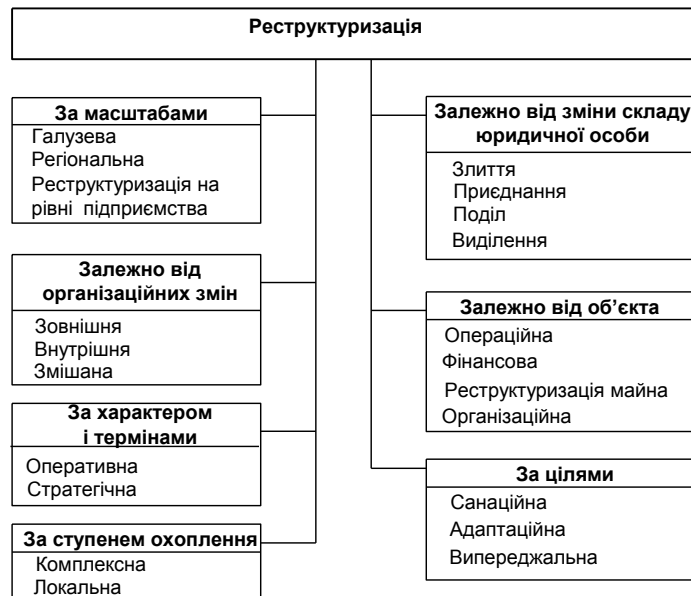 Реструктуризація
За масштабами
Галузева
Регіональна
Реструктуризація на
рівні підприємства
Залежно від
організаційних змін
Зовнішня
Внутрішня
Змішана
За характером
і термінами
Оперативна
Стратегічна
За ступенем охоплення
Комплексна
Локальна
Залежно від зміни складу
юридичної особи
Злиття
Приєднання
Поділ
Виділення
Залежно від об’єкта
Операційна
Фінансова
Реструктуризація майна
Організаційна
За цілями
Санаційна
Адаптаційна
Випереджальна